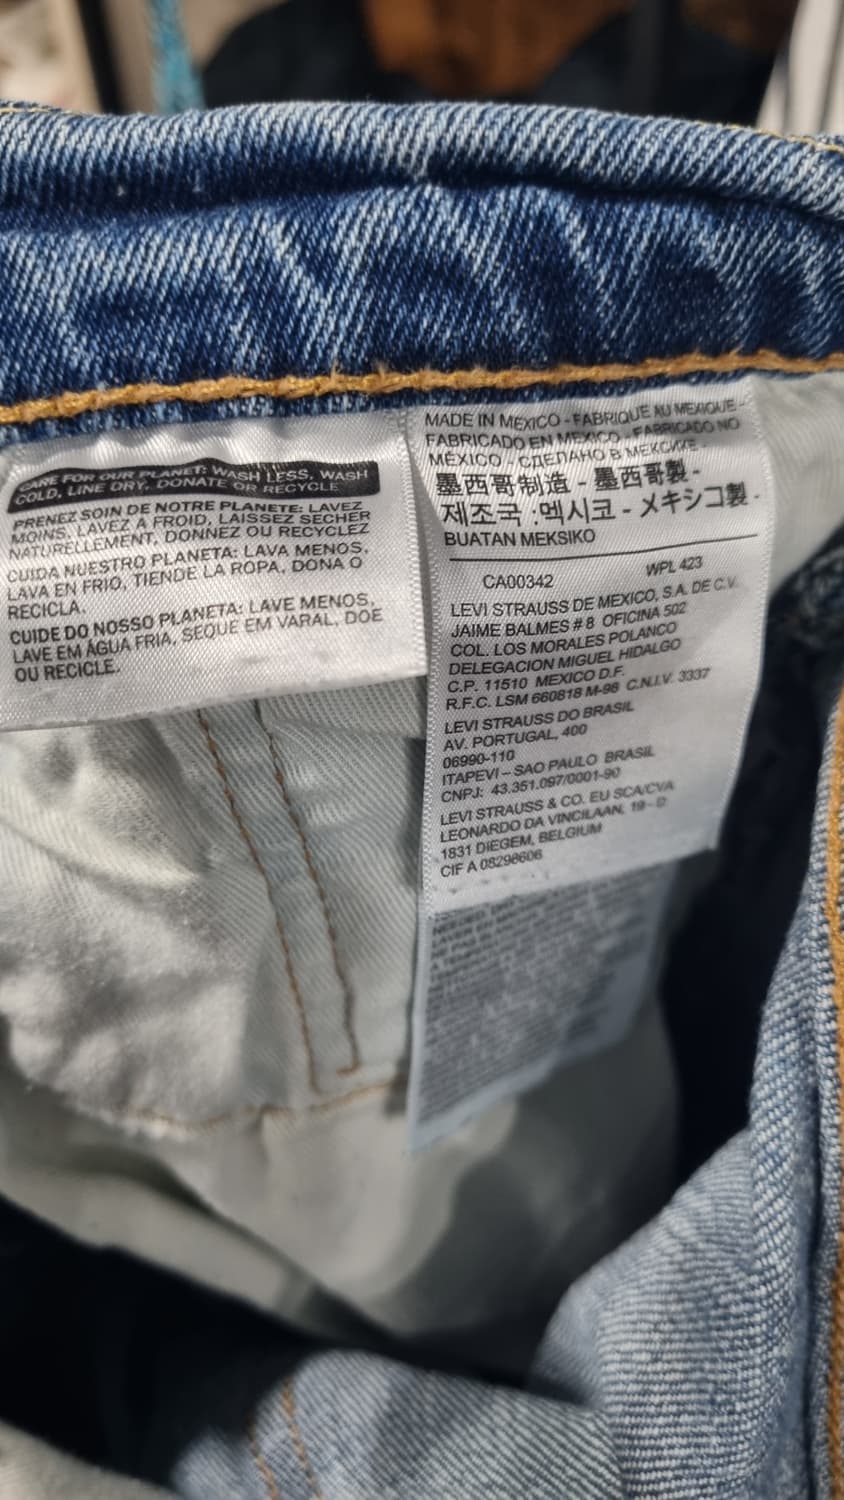 CARE FOR OUR PLANET: WASH LESS, WASH
COLD, LINE DRY, DONATE OR RECYCLE
PRENEZ SOIN DE NOTRE PLANETE: LAVEZ
MOINS, LAVEZ A FROID, LAISSEZ SECHER
NATURELLEMENT, DONNEZ OU RECYCLEZ
CUIDA NUESTRO PLANETA: LAVA MENOS,
LAVA EN FRIO, TIENDE LA ROPA, DONA O
RECICLA.
CUIDE DO NOSSO PLANETA: LAVE MENOS,
LAVE EM ÁGUA FRIA, SEQUE EM VARAL, DOE
OU RECICLE.
MADE IN MEXICO - FABRIQUE AU MEXIQUE -
FABRICADO EN MEXICO - FABRICADO NO
MÉXICO - СДЕЛАНО В МЕКСИКЕ -
墨西哥制造 - 墨西哥製 -
제조국 :멕시코 - メキシコ製 -
BUATAN MEKSIKO
CA00342 WPL 423
LEVI STRAUSS DE MEXICO, S.A. DE C.V.
JAIME BALMES # 8 OFICINA 502
COL. LOS MORALES POLANCO
DELEGACION MIGUEL HIDALGO
C.P. 11510 MEXICO D.F.
R.F.C. LSM 660818 M-98 C.N.I.V. 3337
LEVI STRAUSS DO BRASIL
AV. PORTUGAL, 400
06990-110
ITAPEVI – SAO PAULO BRASIL
CNPJ: 43.351.097/0001-90
LEVI STRAUSS & CO. EU SCA/CVA
LEONARDO DA VINCILAAN, 19 - D
1831 DIEGEM, BELGIUM
CIF A 08298606